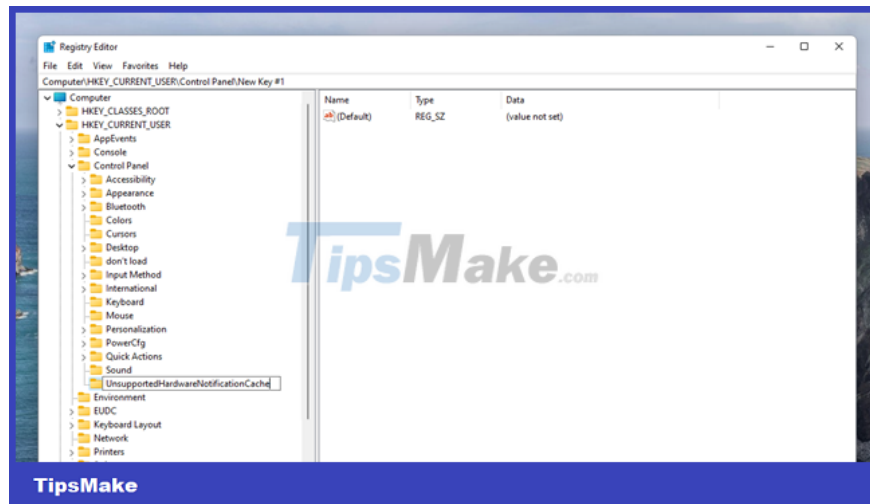 Registry Editor
File Edit View Favorites Help
Computer\HKEY_CURRENT_USER\Control Panel\New Key #1
Computer
HKEY_CLASSES_ROOT
HKEY_CURRENT_USER
AppEvents
Console
Control Panel
Accessibility
Appearance
Bluetooth
Colors
Cursors
Desktop
don't load
Input Method
International
Keyboard
Mouse
Personalization
PowerCfg
Quick Actions
Sound
UnsupportedHardwareNotificationCache
Environment
EUDC
Keyboard Layout
Network
Printers
Name Type Data
ab (Default) REG_SZ (value not set)
TipsMake.com
TipsMake